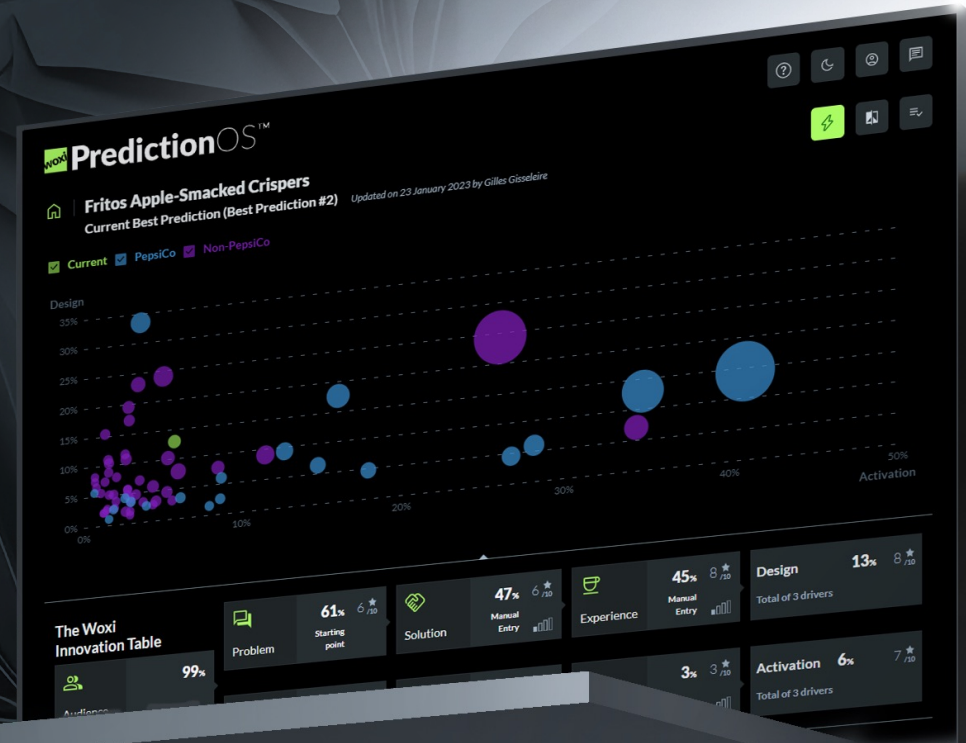 woxi PredictionOS™
Fritos Apple-Smacked Crispers
Current Best Prediction (Best Prediction #2) Updated on 23 January 2023 by Gilles Gisseleire
Current PepsiCo Non-PepsiCo
Design
35%
30%
25%
20%
15%
10%
5%
0%
0% 10% 20% 30% 40% 50%
Activation
The Woxi
Innovation Table
99%
Problem
61% 6 /10
Starting
point
Solution
47% 6 /10
Manual
Entry
Experience
45% 8 /10
Manual
Entry
Design 13% 8 /10
Total of 3 drivers
3% 3 /10
Activation 6% 7 /10
Total of 3 drivers